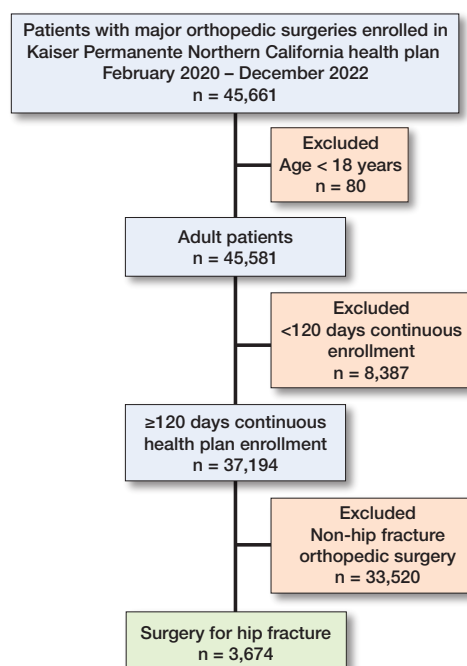 Patients with major orthopedic surgeries enrolled in
Kaiser Permanente Northern California health plan
February 2020 – December 2022
n = 45,661
Excluded
Age < 18 years
n = 80
Adult patients
n = 45,581
Excluded
<120 days continuous
enrollment
n = 8,387
≥120 days continuous
health plan enrollment
n = 37,194
Excluded
Non-hip fracture
orthopedic surgery
n = 33,520
Surgery for hip fracture
n = 3,674